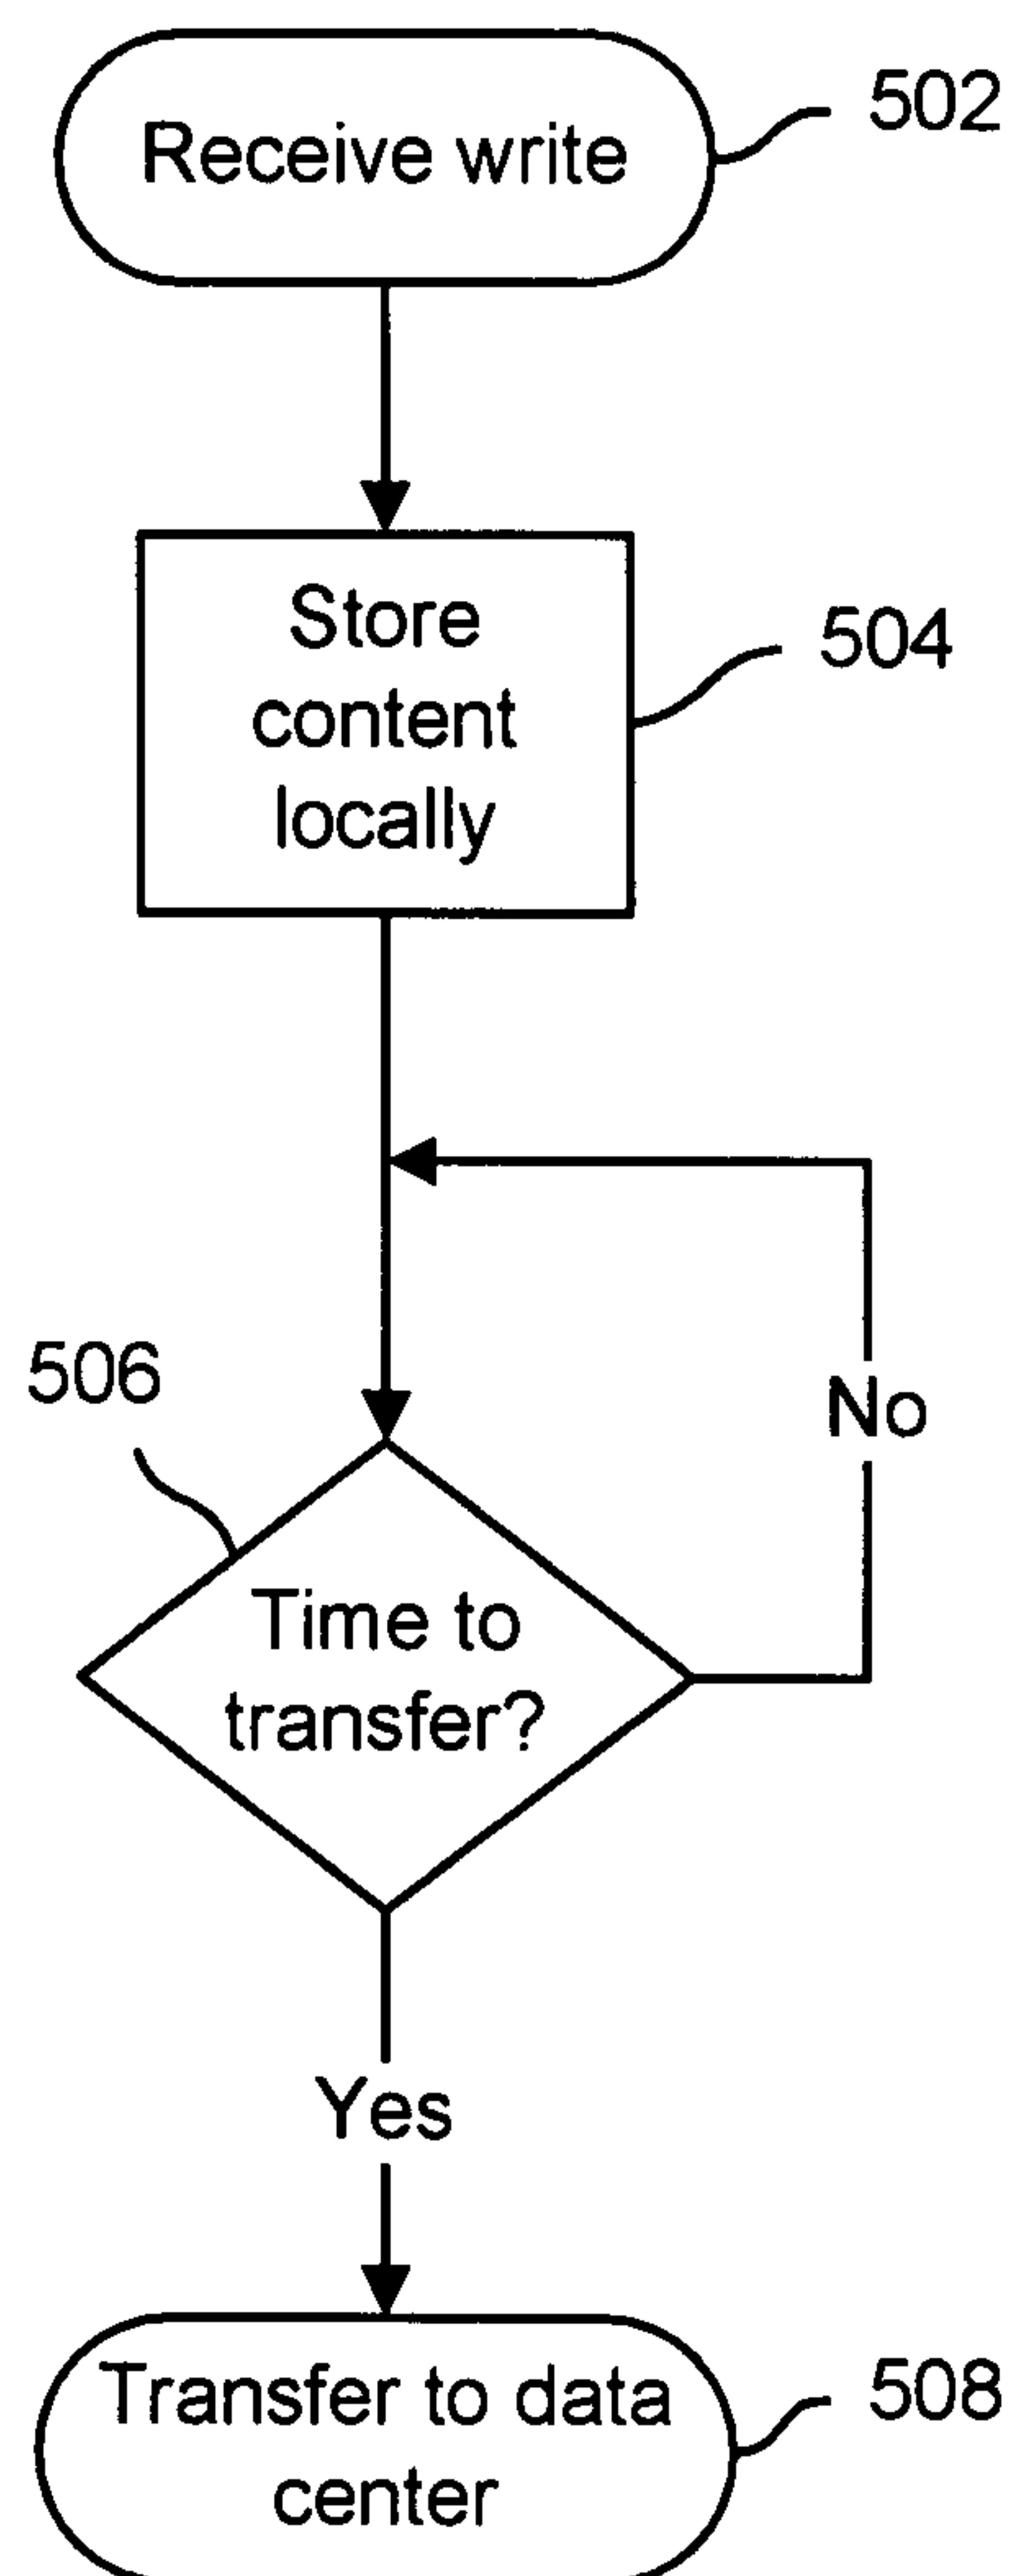 Receive write
502
Store
content
locally
504
506
No
Time to
transfer?
Yes
Transfer to data
center
508